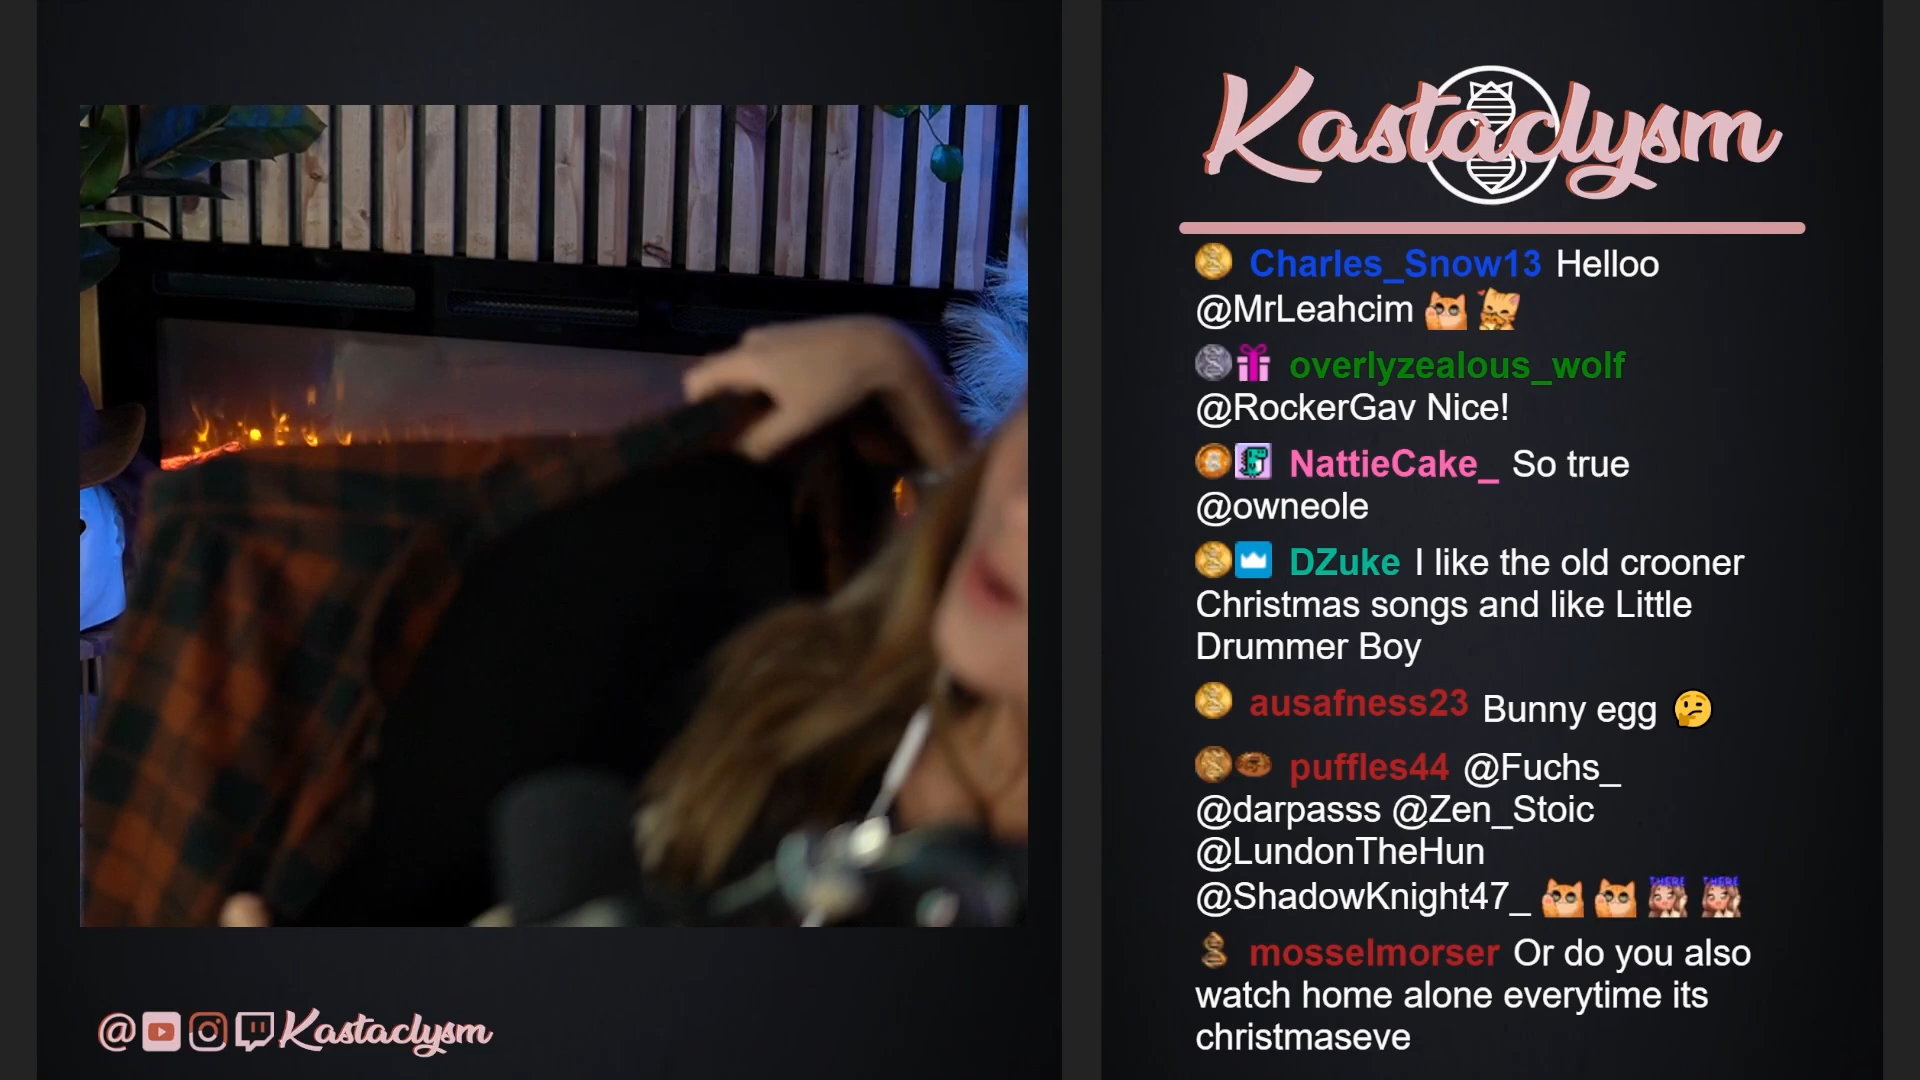 Kastaclysm
Charles_Snow13 Helloo
@MrLeahcim
overlyzealous_wolf
@RockerGav Nice!
NattieCake_ So true
@owneole
DZuke I like the old crooner
Christmas songs and like Little
Drummer Boy
ausafness23 Bunny egg 🤔
puffles44 @Fuchs_
@darpasss @Zen_Stoic
@LundonTheHun
@ShadowKnight47_
THERE THERE
mosselmorser Or do you also
watch home alone everytime its
christmaseve
@ Kastaclysm